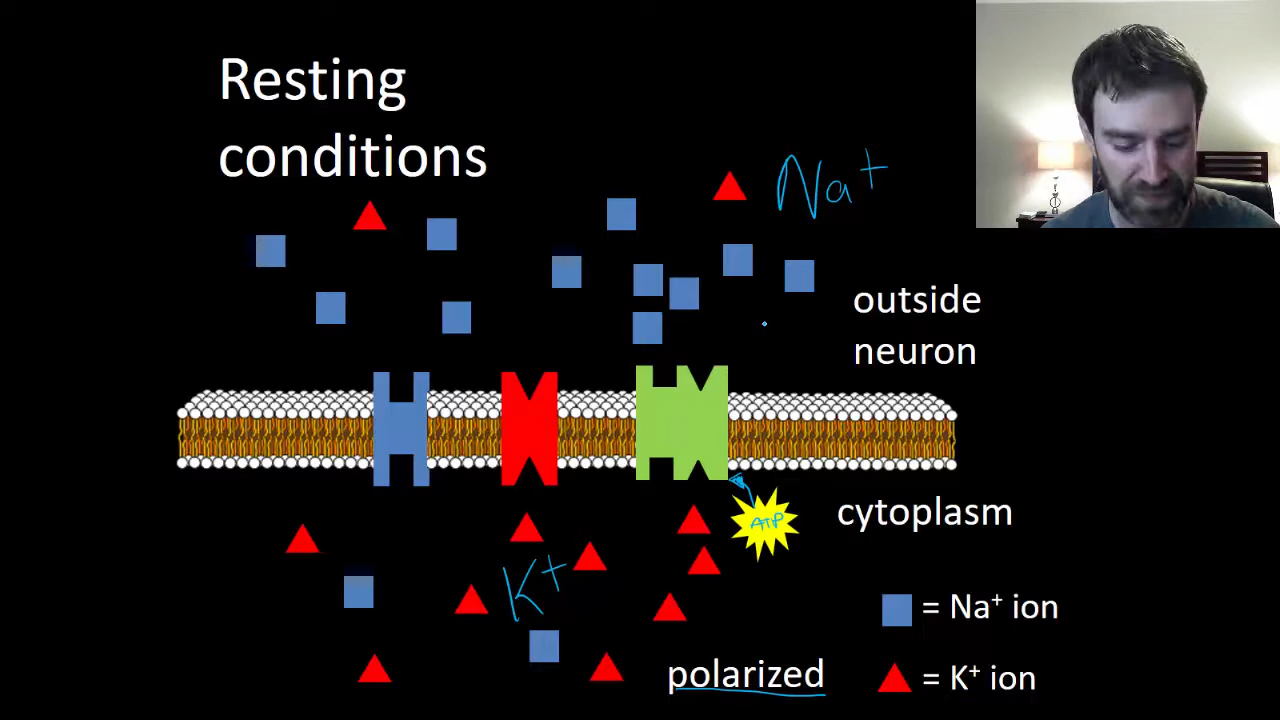 Resting
conditions
Na+
outside
neuron
ATP
cytoplasm
K+
= Na+ ion
polarized
= K+ ion